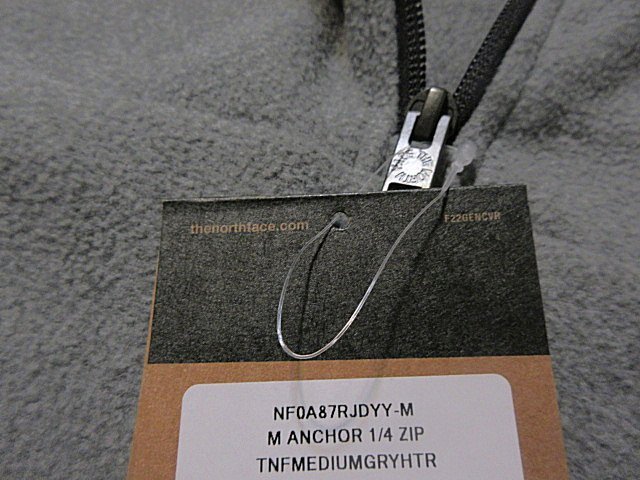 thenorthface.com
F22GENCVR
NF0A87RJDYY-M
M ANCHOR 1/4 ZIP
TNFMEDIUMGRYHTR